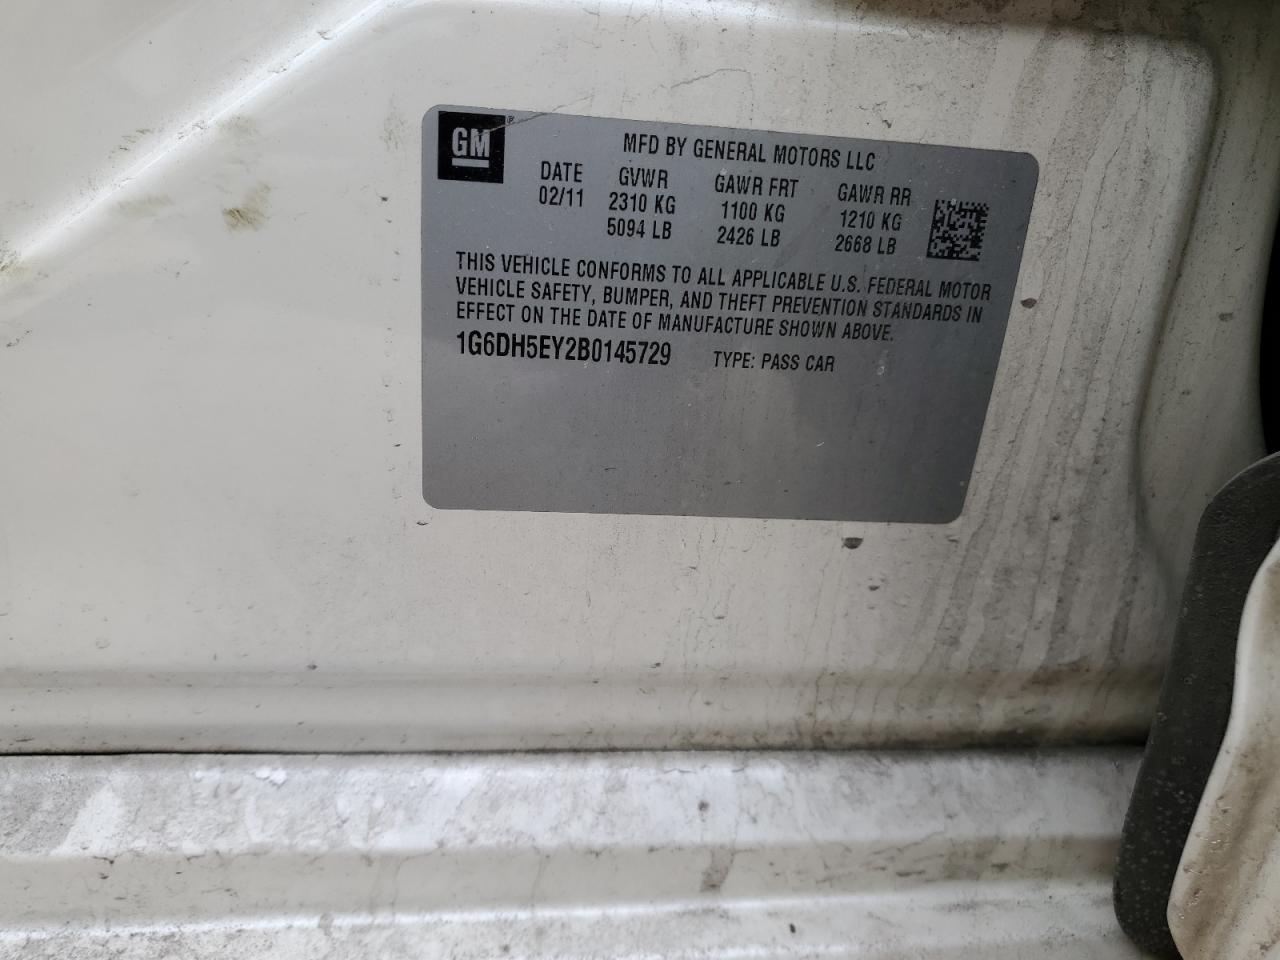 GM®
MFD BY GENERAL MOTORS LLC
DATE GVWR GAWR FRT GAWR RR
02/11 2310 KG 1100 KG 1210 KG
5094 LB 2426 LB 2668 LB
THIS VEHICLE CONFORMS TO ALL APPLICABLE U.S. FEDERAL MOTOR
VEHICLE SAFETY, BUMPER, AND THEFT PREVENTION STANDARDS IN
EFFECT ON THE DATE OF MANUFACTURE SHOWN ABOVE.
1G6DH5EY2B0145729 TYPE: PASS CAR